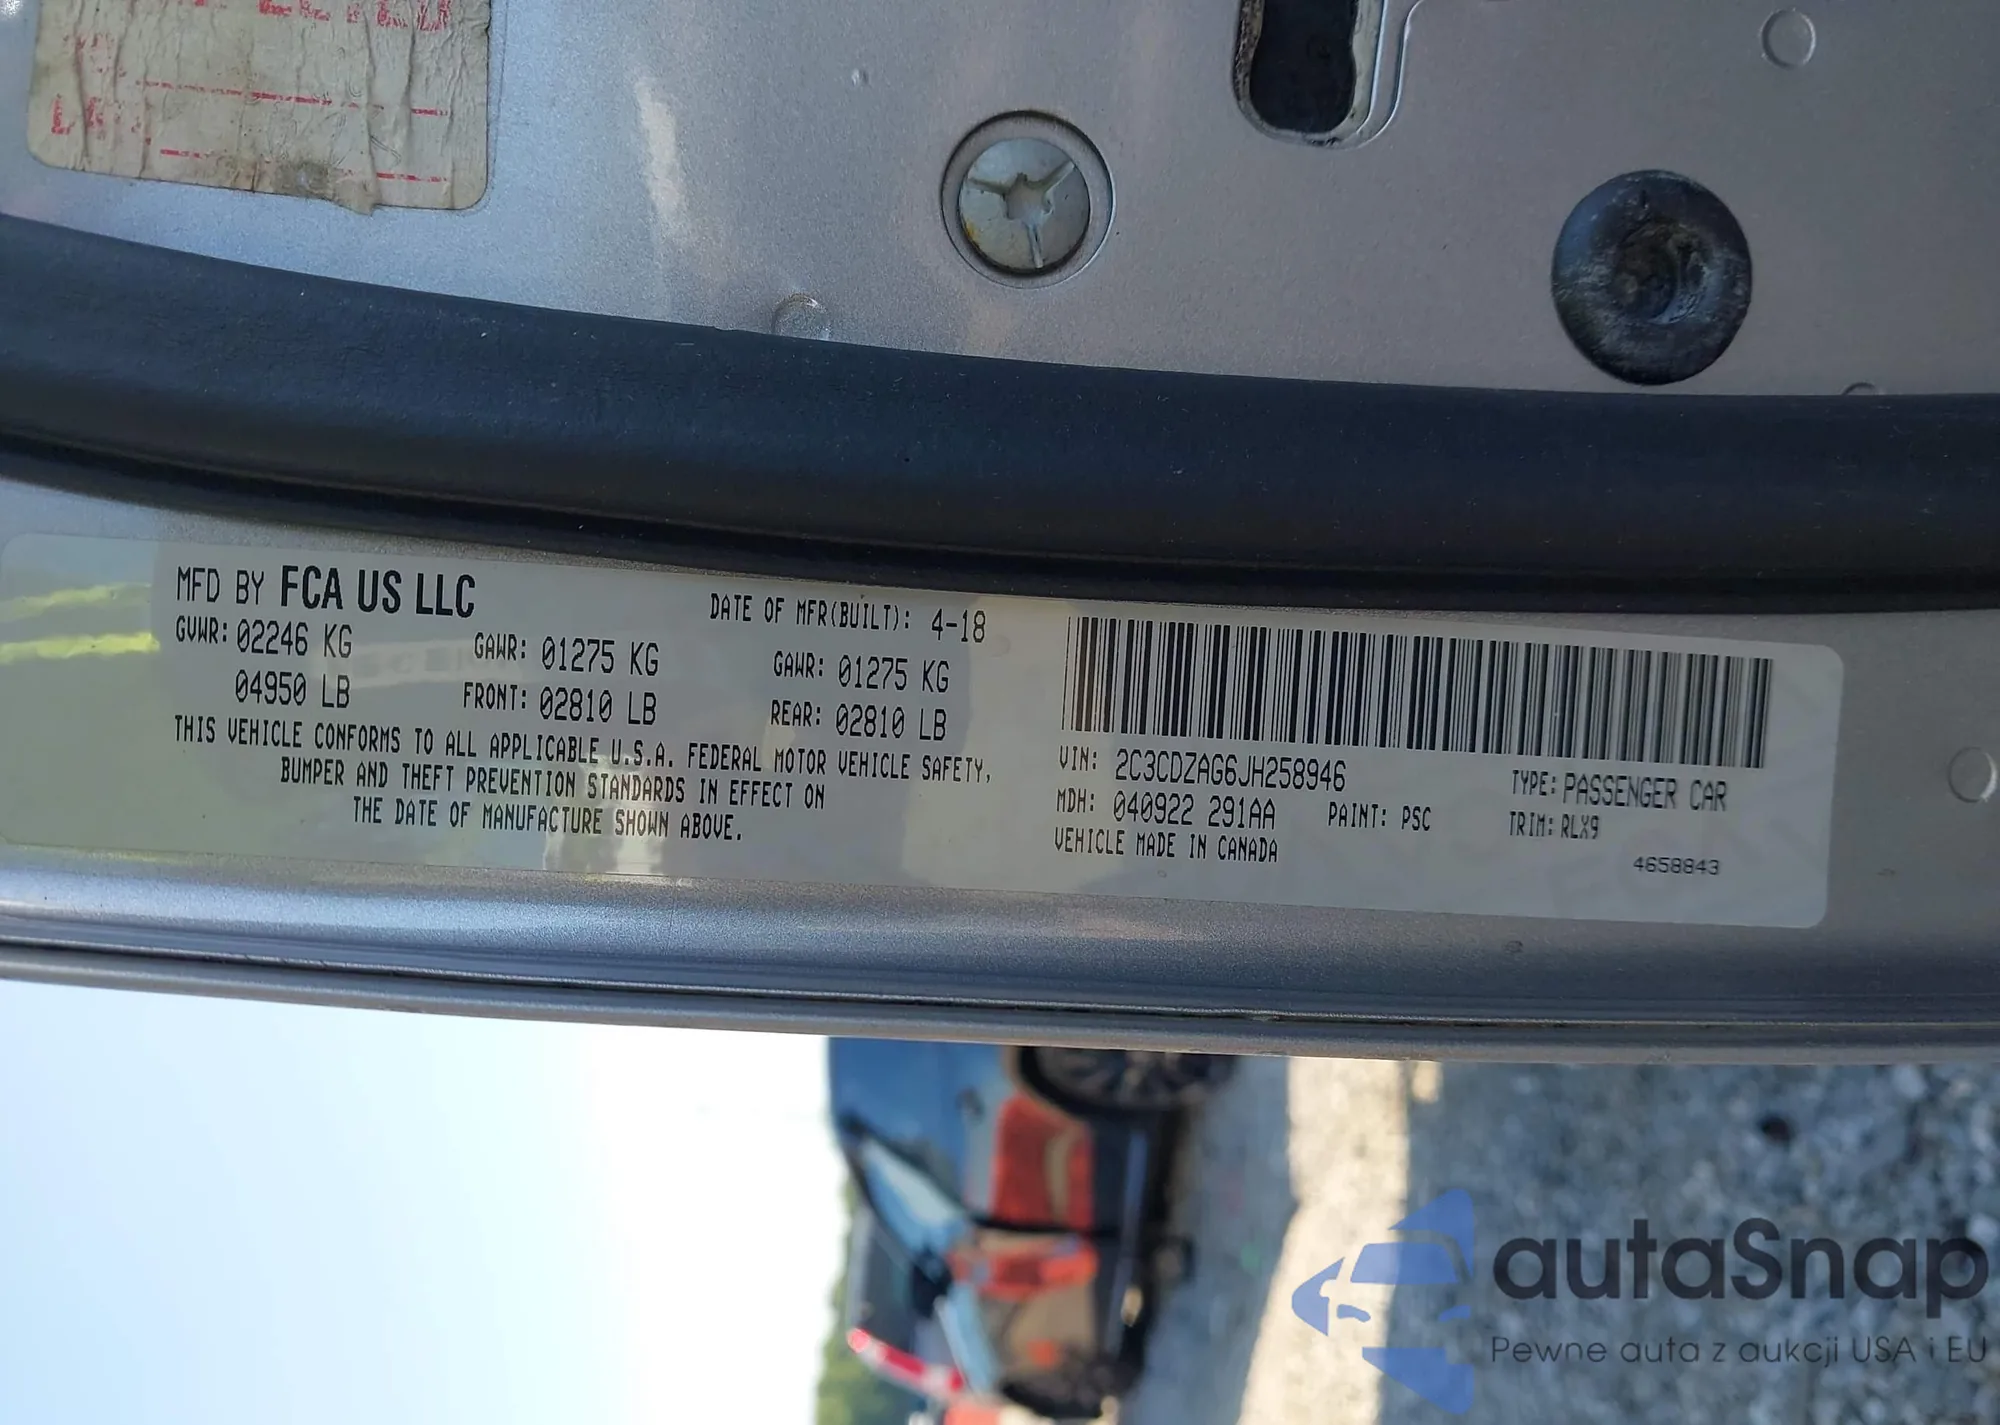 MFD BY FCA US LLC
DATE OF MFR(BUILT): 4-18
GVWR: 02246 KG GAWR: 01275 KG GAWR: 01275 KG
04950 LB FRONT: 02810 LB REAR: 02810 LB
THIS VEHICLE CONFORMS TO ALL APPLICABLE U.S.A. FEDERAL MOTOR VEHICLE SAFETY,
BUMPER AND THEFT PREVENTION STANDARDS IN EFFECT ON
THE DATE OF MANUFACTURE SHOWN ABOVE.
VIN: 2C3CDZAG6JH258946 TYPE: PASSENGER CAR
MDH: 040922 291AA PAINT: PSC TRIM: RLX9
VEHICLE MADE IN CANADA
4658843
autaSnap
Pewne auta z aukcji USA i EU